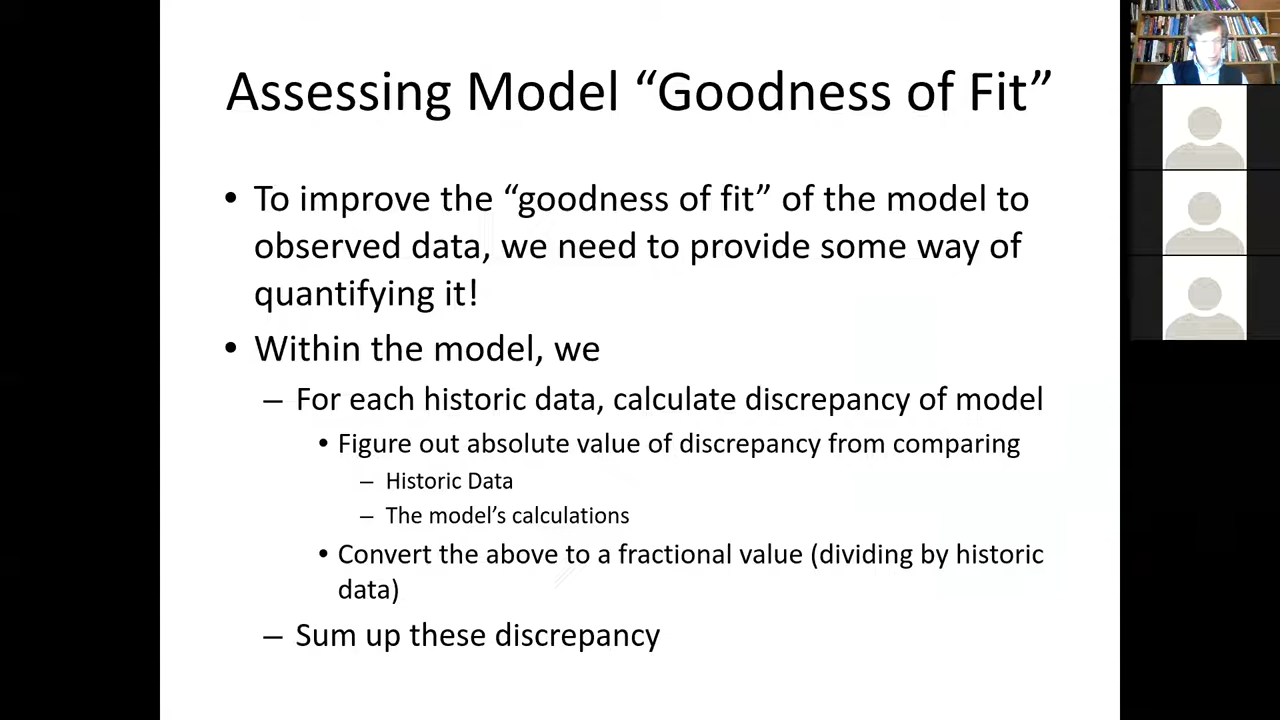 Assessing Model “Goodness of Fit”
• To improve the “goodness of fit” of the model to
observed data, we need to provide some way of
quantifying it!
• Within the model, we
– For each historic data, calculate discrepancy of model
• Figure out absolute value of discrepancy from comparing
– Historic Data
– The model’s calculations
• Convert the above to a fractional value (dividing by historic
data)
– Sum up these discrepancy